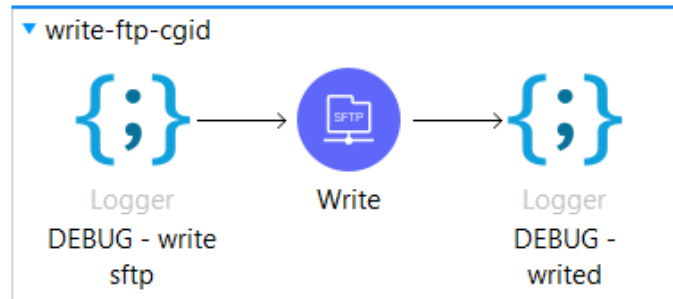 write-ftp-cgid
SFTP
Logger
Write
Logger
DEBUG - write
sftp
DEBUG -
writed